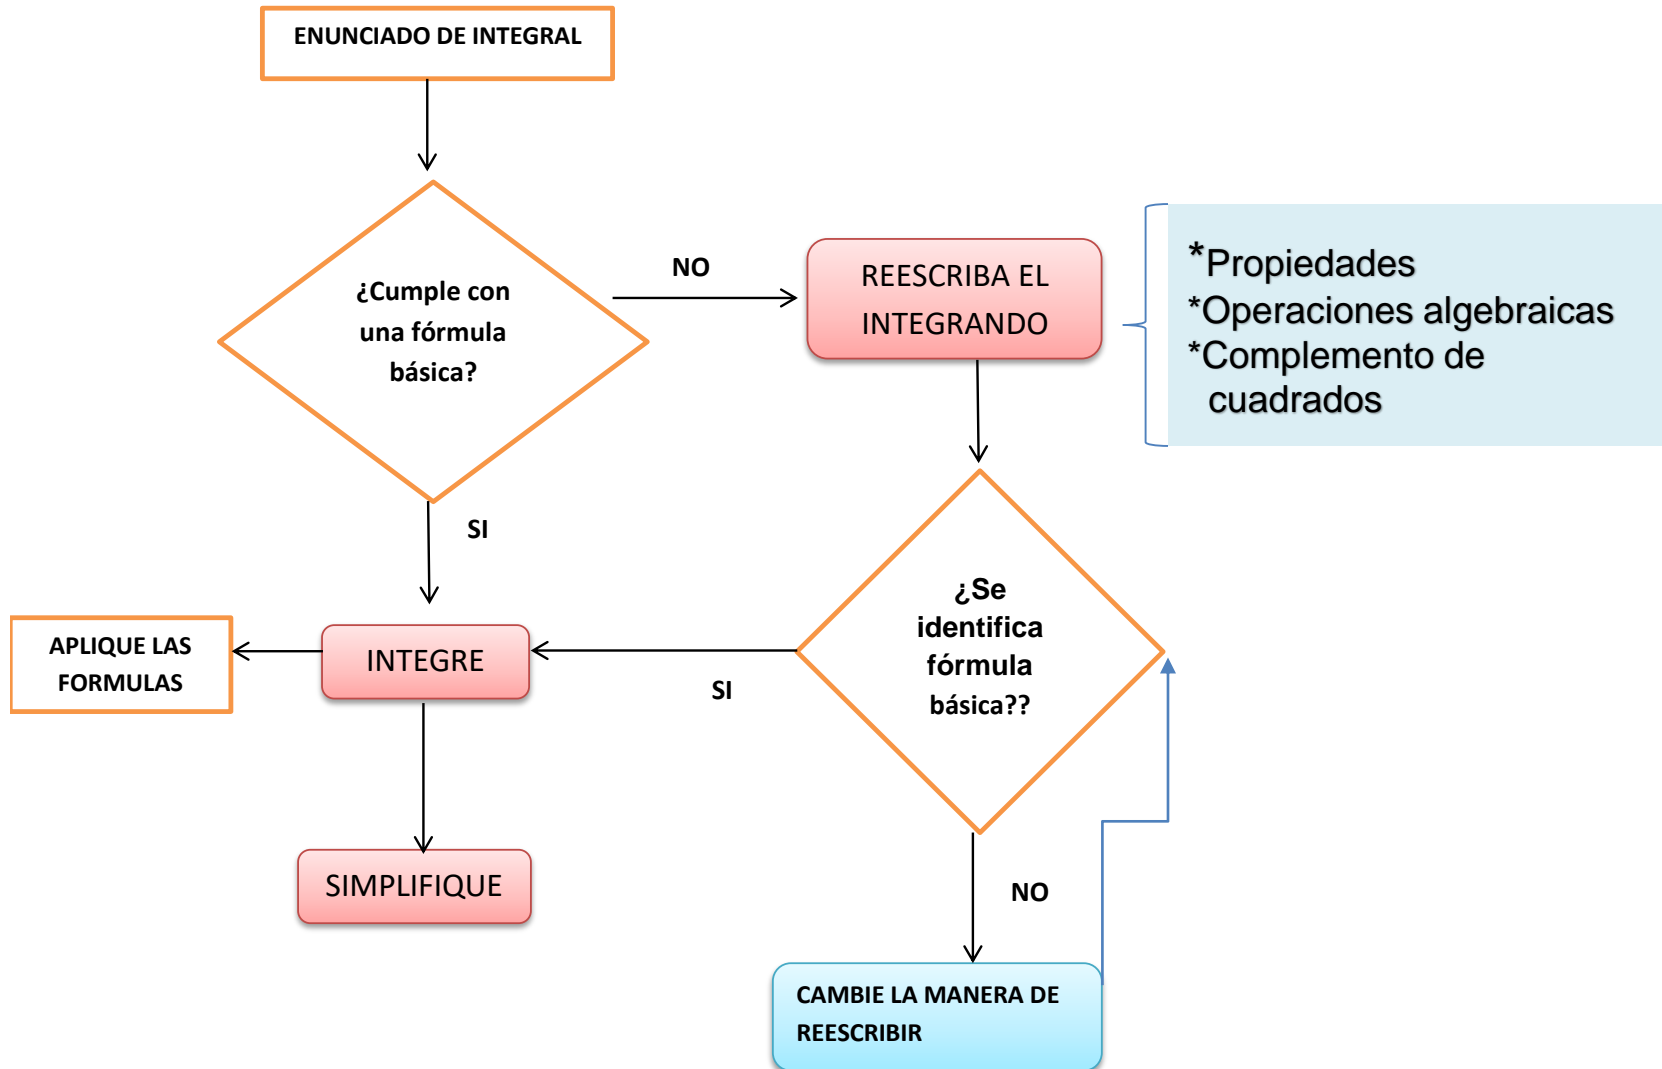 ENUNCIADO DE INTEGRAL
¿Cumple con
una fórmula
básica?
NO
REESCRIBA EL
INTEGRANDO
*Propiedades
*Operaciones algebraicas
*Complemento de
cuadrados
SI
¿Se
identifica
fórmula
básica??
APLIQUE LAS
FORMULAS
INTEGRE
SI
SIMPLIFIQUE
NO
CAMBIE LA MANERA DE
REESCRIBIR